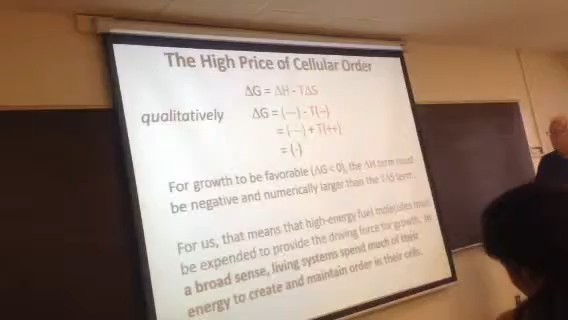 The High Price of Cellular Order
ΔG = ΔH - TΔS
qualitatively ΔG = (—) - T(-)
= (—) + T(++)
= (-)
For growth to be favorable (ΔG < 0), the ΔH term must
be negative and numerically larger than the TΔS term.
For us, that means that high-energy fuel molecules must
be expended to provide the driving force for growth. In
a broad sense, living systems spend much of their
energy to create and maintain order in their cells.